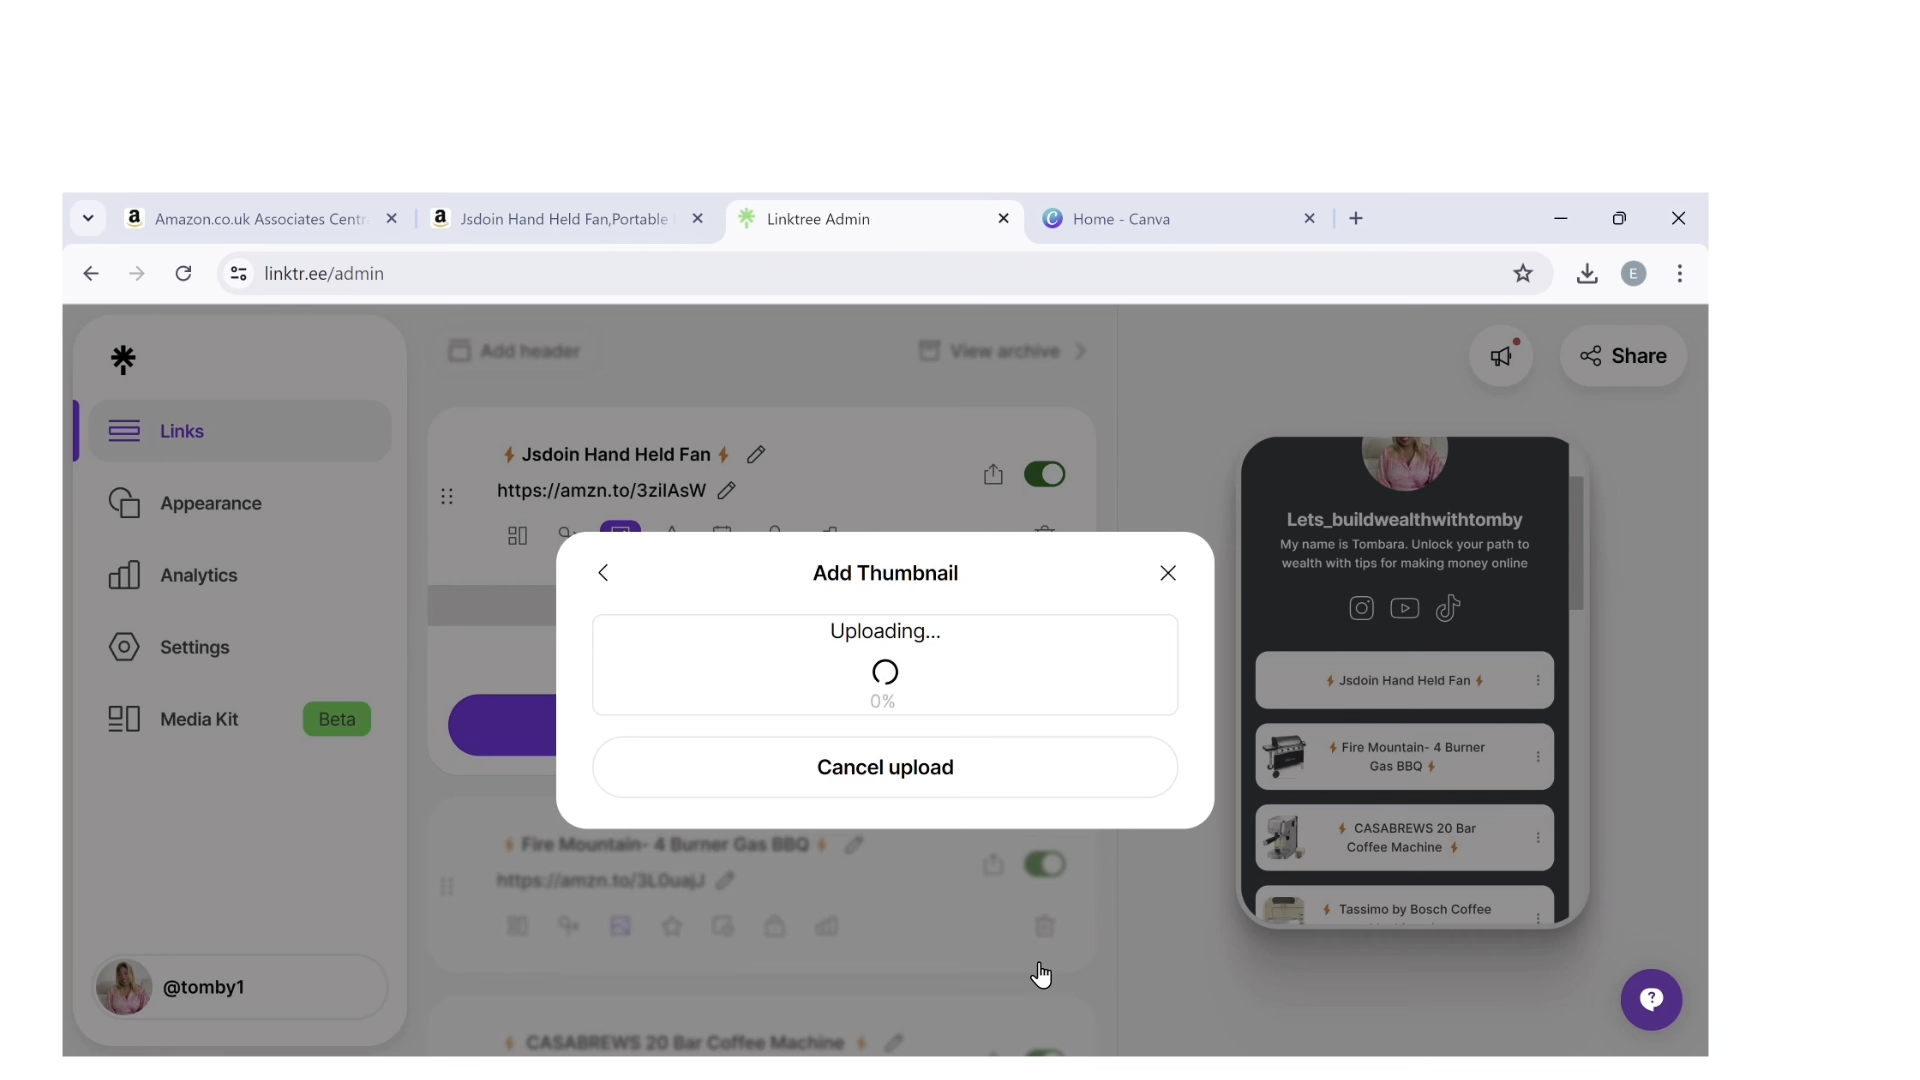 Amazon.co.uk Associates Centr
Jsdoin Hand Held Fan,Portable
Linktree Admin
Home - Canva
linktr.ee/admin
E
Add header
View archive
Share
Links
Appearance
Analytics
Settings
Media Kit
Beta
@tomby1
Jsdoin Hand Held Fan
https://amzn.to/3zilAsW
Add Thumbnail
Uploading...
0%
Cancel upload
Fire Mountain- 4 Burner Gas BBQ
https://amzn.to/3L0uajJ
CASABREWS 20 Bar Coffee Machine
Lets_buildwealthwithtomby
My name is Tombara. Unlock your path to
wealth with tips for making money online
Jsdoin Hand Held Fan
Fire Mountain- 4 Burner
Gas BBQ
CASABREWS 20 Bar
Coffee Machine
Tassimo by Bosch Coffee